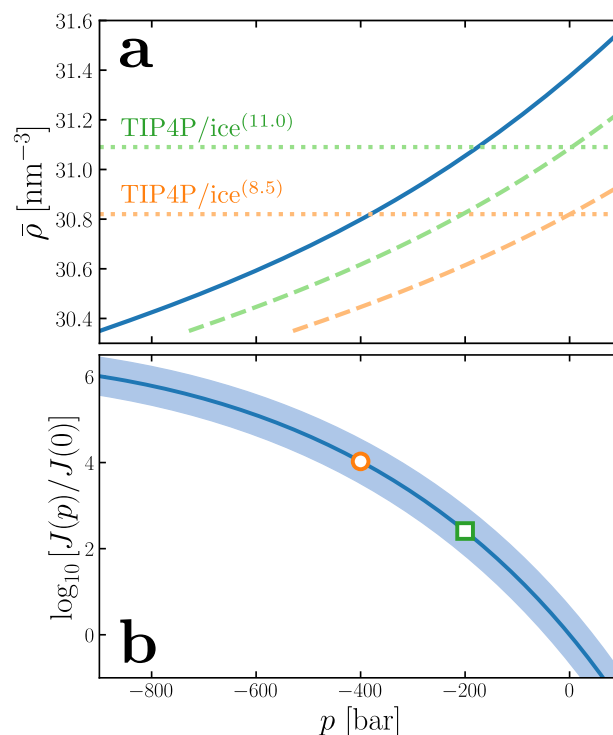 a
31.6
31.4
31.2
31.0
30.8
30.6
30.4
ρ̄ [nm⁻³]
TIP4P/ice⁽¹¹·⁰⁾
TIP4P/ice⁽⁸·⁵⁾
b
6
4
2
0
log₁₀[J(p)/J(0)]
−800 −600 −400 −200 0
p [bar]